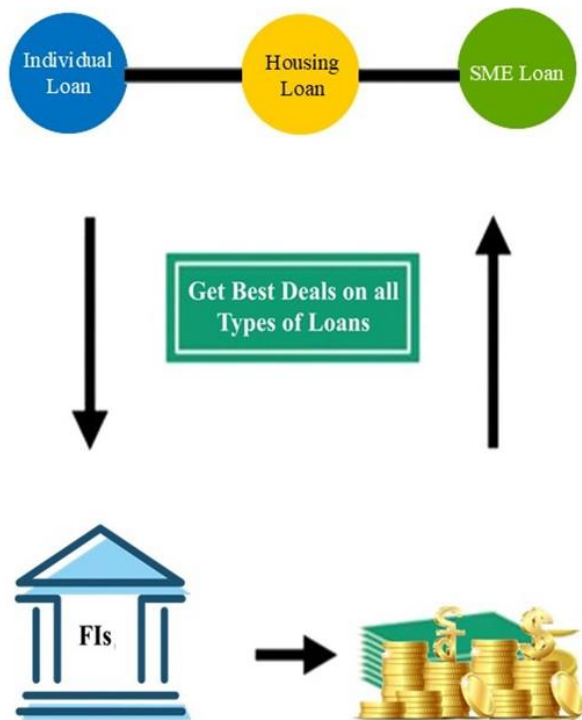 Individual
Loan
Housing
Loan
SME Loan
Get Best Deals on all
Types of Loans
FIs